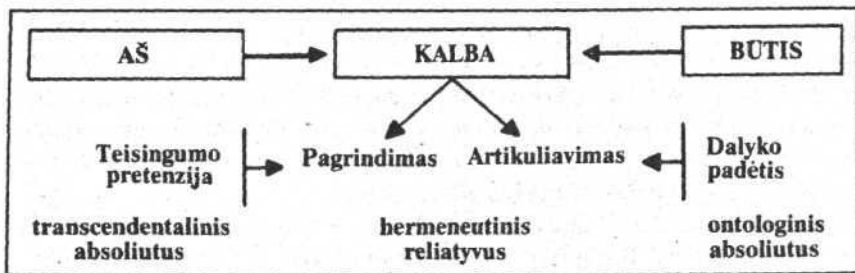 AŠ KALBA BŪTIS
Teisingumo
pretenzija
Pagrindimas Artikuliavimas
Dalyko
padėtis
transcendentalinis
absoliutus
hermeneutinis
reliatyvus
ontologinis
absoliutus